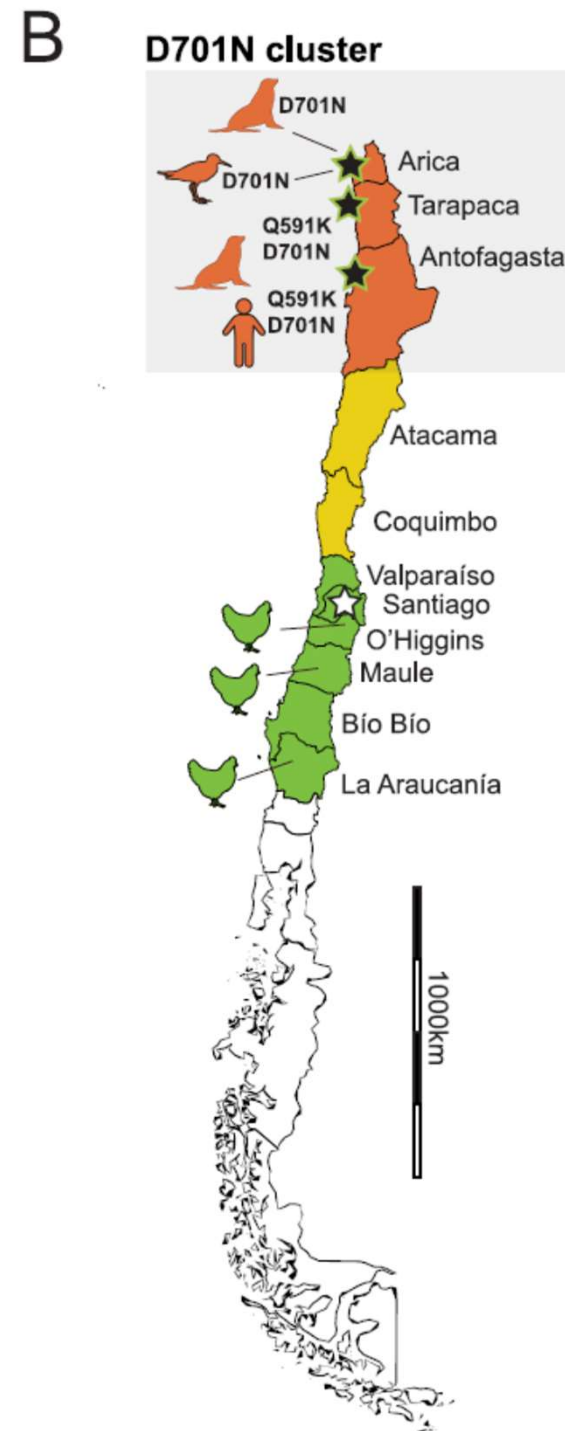 B
D701N cluster
D701N
D701N
Arica
Tarapaca
Q591K
D701N
Antofagasta
Q591K
D701N
Atacama
Coquimbo
Valparaíso
Santiago
O'Higgins
Maule
Bío Bío
La Araucanía
1000km